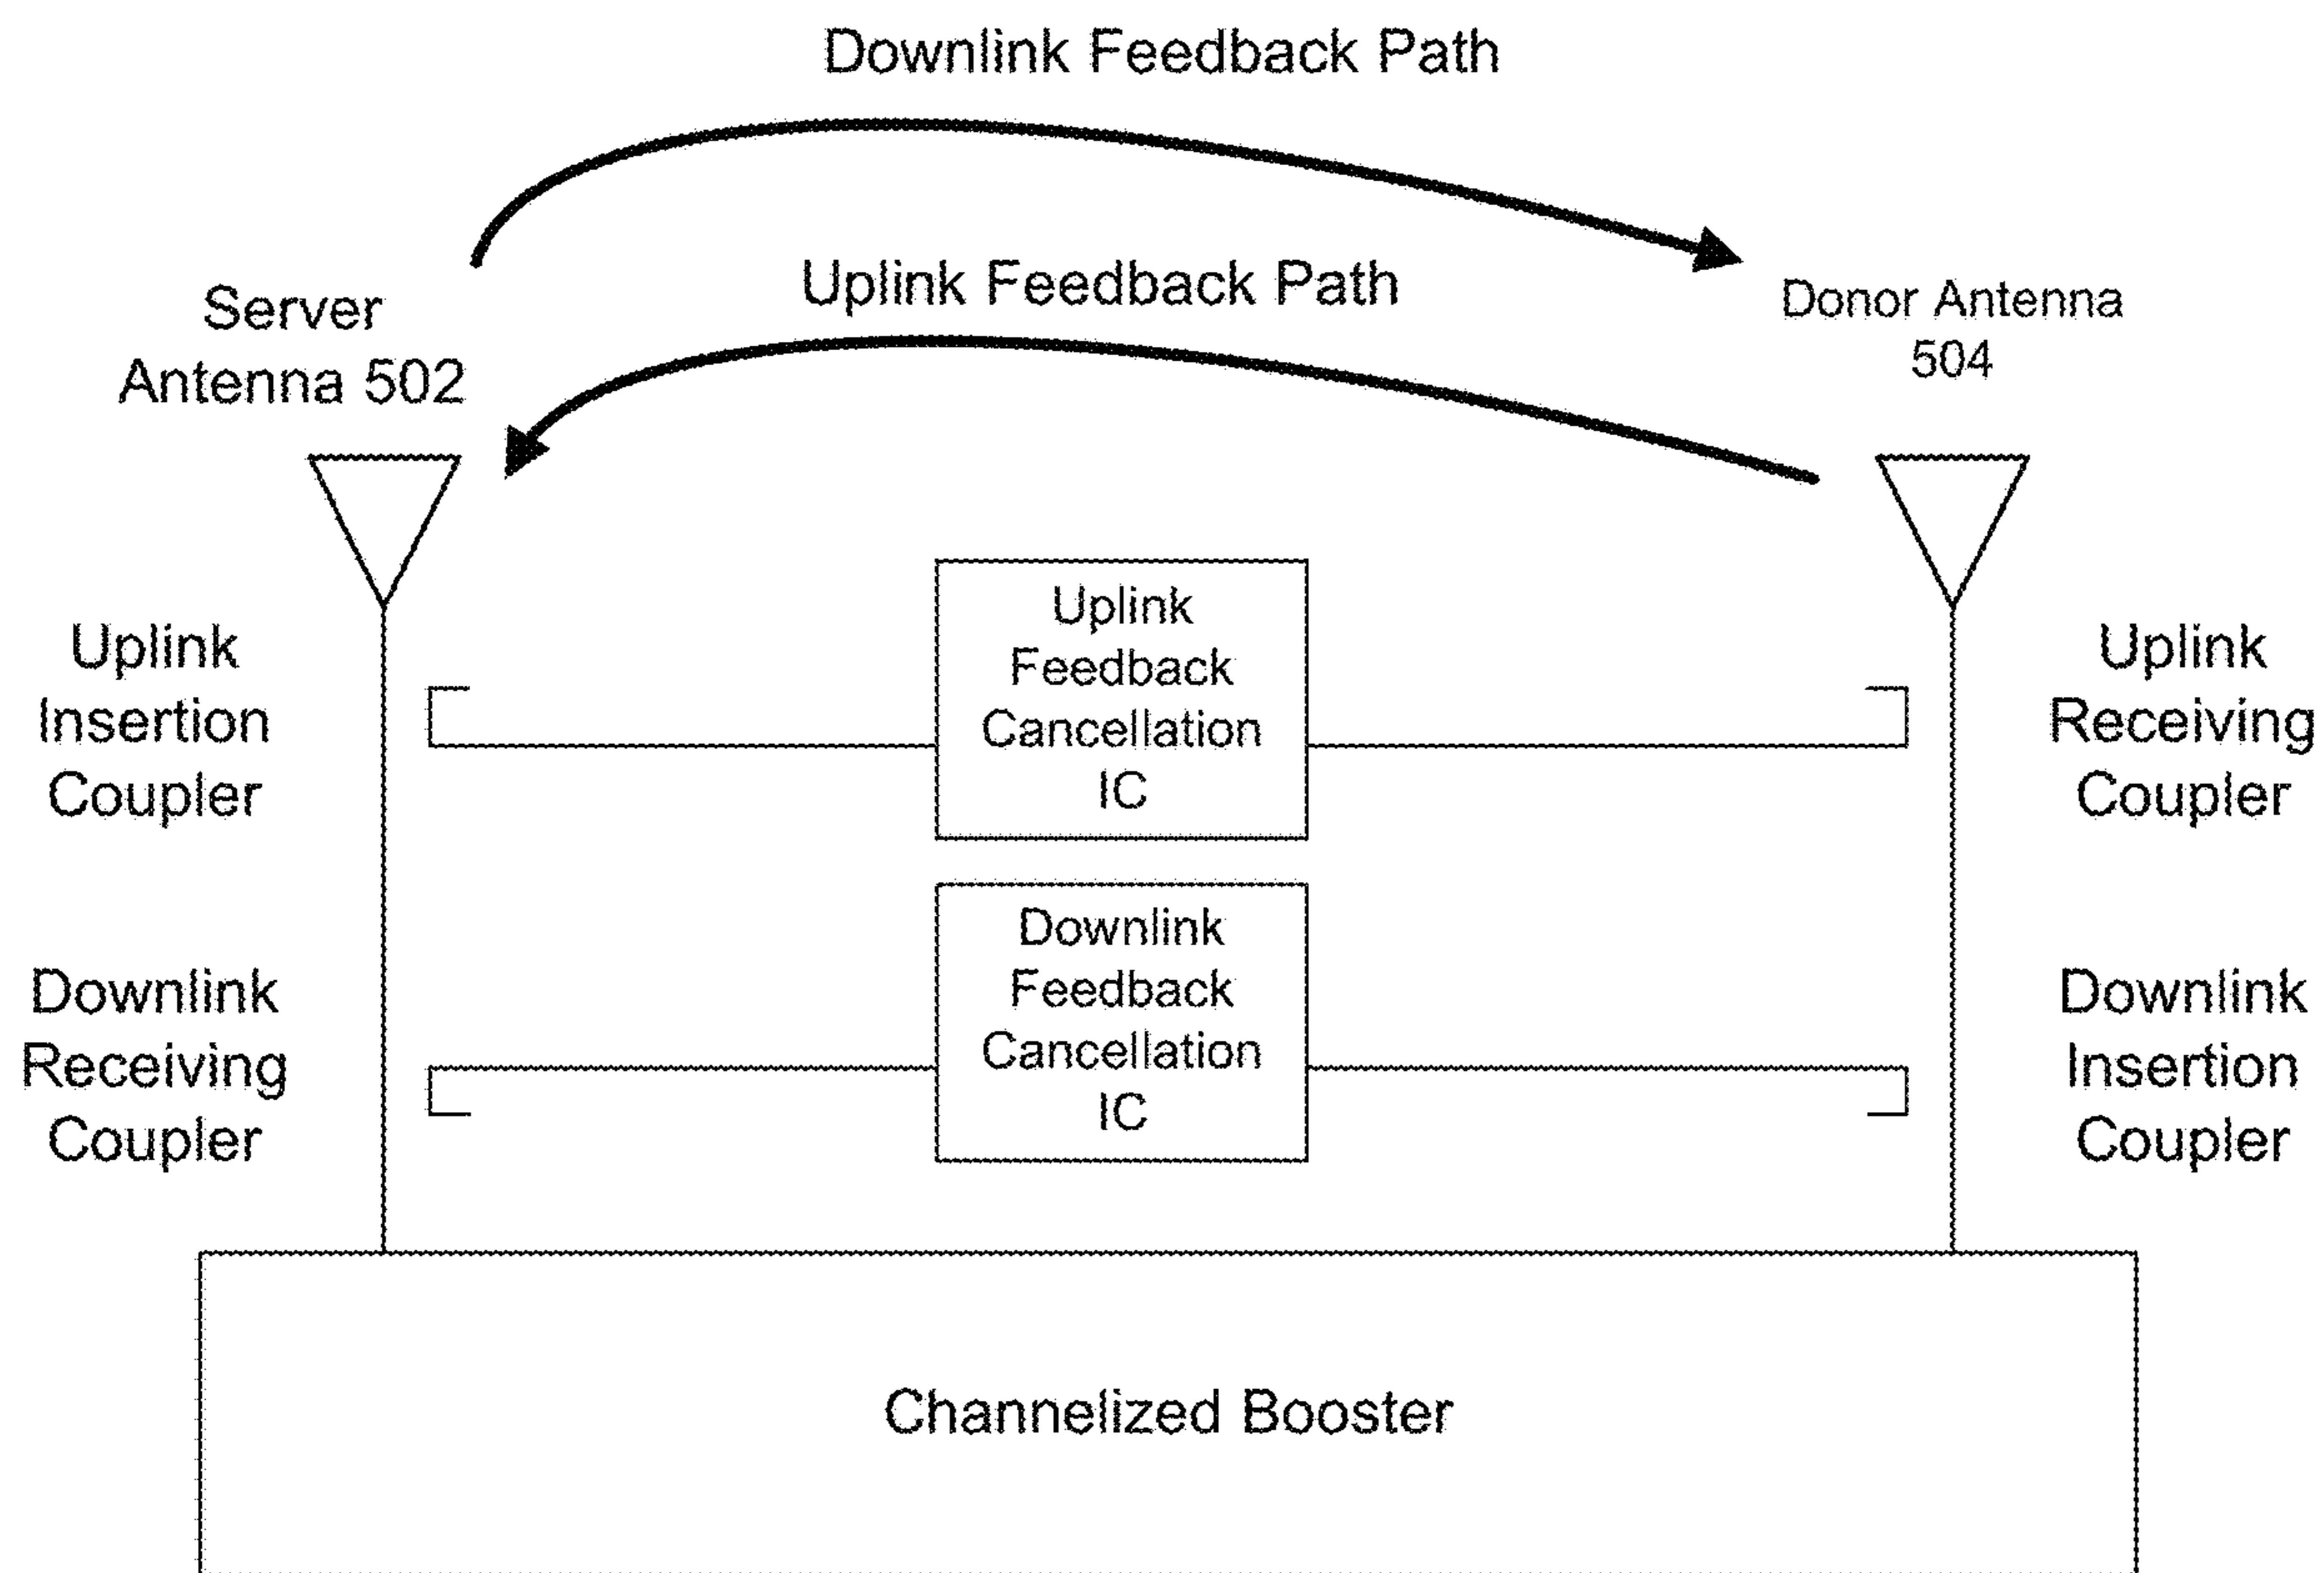 Downlink Feedback Path
Uplink Feedback Path
Server
Antenna 502
Donor Antenna
504
Uplink
Insertion
Coupler
Uplink
Feedback
Cancellation
IC
Uplink
Receiving
Coupler
Downlink
Receiving
Coupler
Downlink
Feedback
Cancellation
IC
Downlink
Insertion
Coupler
Channelized Booster